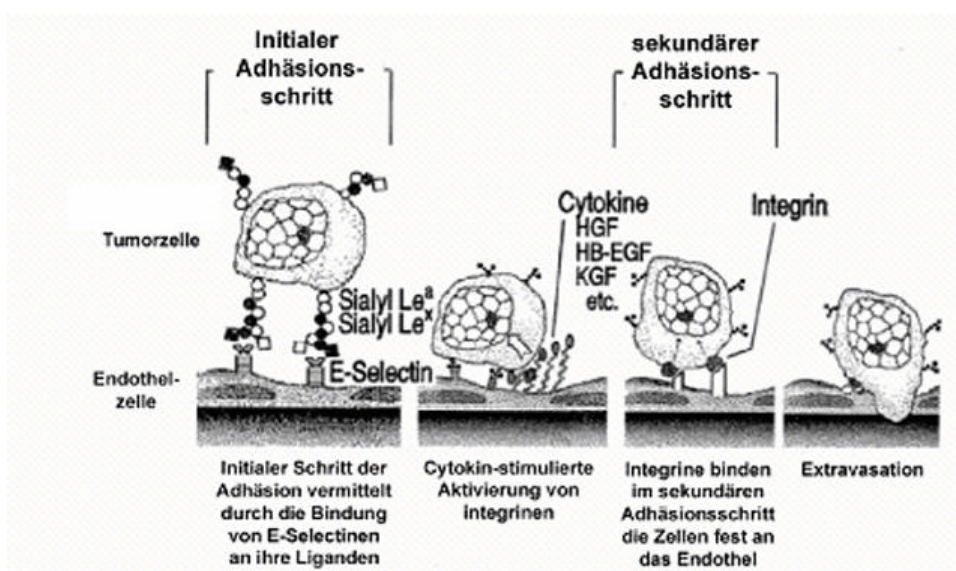 Initialer
Adhäsions-
schritt
sekundärer
Adhäsions-
schritt
Tumorzelle
Endothel-
zelle
Sialyl Leª
Sialyl Leˣ
E-Selectin
Cytokine
HGF
HB-EGF
KGF
etc.
Integrin
Initialer Schritt der
Adhäsion vermittelt
durch die Bindung
von E-Selectinen
an ihre Liganden
Cytokin-stimulierte
Aktivierung von
integrinen
Integrine binden
im sekundären
Adhäsionsschritt
die Zellen fest an
das Endothel
Extravasation